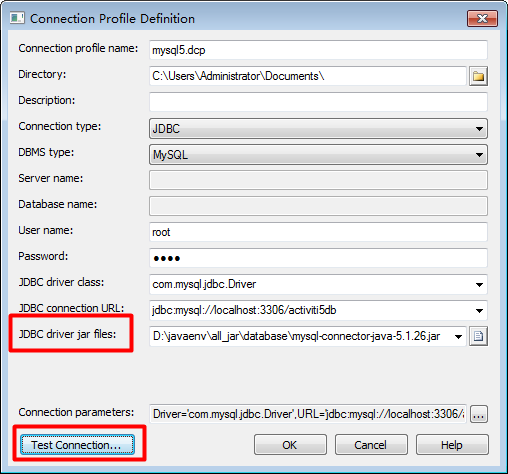 Connection Profile Definition
Connection profile name: mysql5.dcp
Directory: C:\Users\Administrator\Documents\
Description:
Connection type: JDBC
DBMS type: MySQL
Server name:
Database name:
User name: root
Password: ●●●●
JDBC driver class: com.mysql.jdbc.Driver
JDBC connection URL: jdbc:mysql://localhost:3306/activiti5db
JDBC driver jar files: D:\javaenv\all_jar\database\mysql-connector-java-5.1.26.jar
Connection parameters: Driver='com.mysql.jdbc.Driver',URL='jdbc:mysql://localhost:3306/a ...
Test Connection... OK Cancel Help